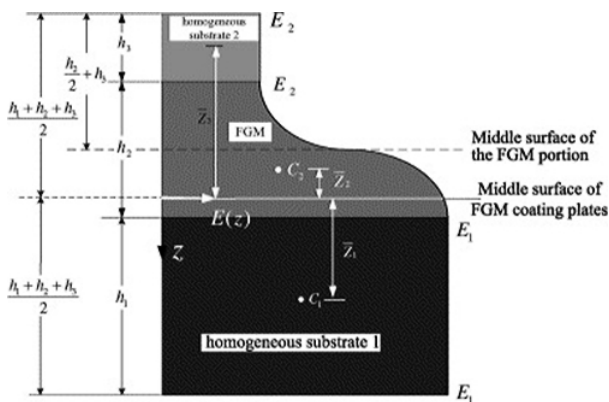 homogeneous
substrate 2
E₂
h₃
h₂/2 + h₃
E₂
(h₁ + h₂ + h₃)/2
Z̄₃
FGM
h₂
Middle surface of
the FGM portion
C₂
Z̄₂
Middle surface of
FGM coating plates
E(z)
E₁
z
Z̄₁
(h₁ + h₂ + h₃)/2
h₁
C₁
homogeneous substrate 1
E₁